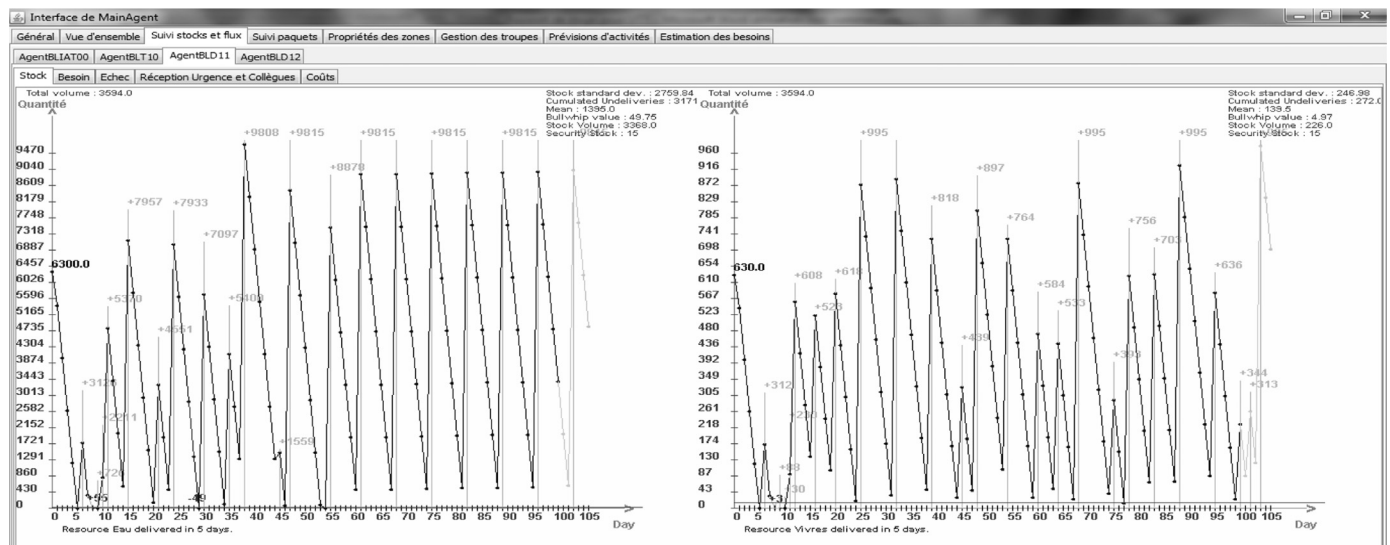 Interface de MainAgent
Général Vue d'ensemble Suivi stocks et flux Suivi paquets Propriétés des zones Gestion des troupes Prévisions d'activités Estimation des besoins
AgentBLIAT00 AgentBLT10 AgentBLD11 AgentBLD12
Stock Besoin Echec Réception Urgence et Collègues Coûts
Total volume : 3594.0
Quantité
Stock standard dev. : 2759.84
Cumulated Undeliveries : 3171
Mean : 1395.0
Bullwhip value : 49.75
Stock Volume : 3368.0
Security Stock : 15
+9808 +9815 +9815 +9815 +9815
+8878
+7957 +7933
+7097
6300.0
+5370
+4551
+3126
+2211
+1559
+95
-49
9470
9040
8609
8179
7748
7318
6887
6457
6026
5596
5165
4735
4304
3874
3443
3013
2582
2152
1721
1291
860
430
0
0 5 10 15 20 25 30 35 40 45 50 55 60 65 70 75 80 85 90 95 100 105
Day
Resource Eau delivered in 5 days.
Total volume : 3594.0
Quantité
Stock standard dev. : 246.98
Cumulated Undeliveries : 272.0
Mean : 139.5
Bullwhip value : 4.97
Stock Volume : 226.0
Security Stock : 15
+995 +995 +995
+897
+818
+764
+756
+703
630.0
+608
+618
+636
+584
+523
+533
+439
+393
+344
+313
+312
+88
+30
+3
960
916
872
829
785
741
698
654
610
567
523
480
436
392
349
305
261
218
174
130
87
43
0
0 5 10 15 20 25 30 35 40 45 50 55 60 65 70 75 80 85 90 95 100 105
Day
Resource Vivres delivered in 5 days.